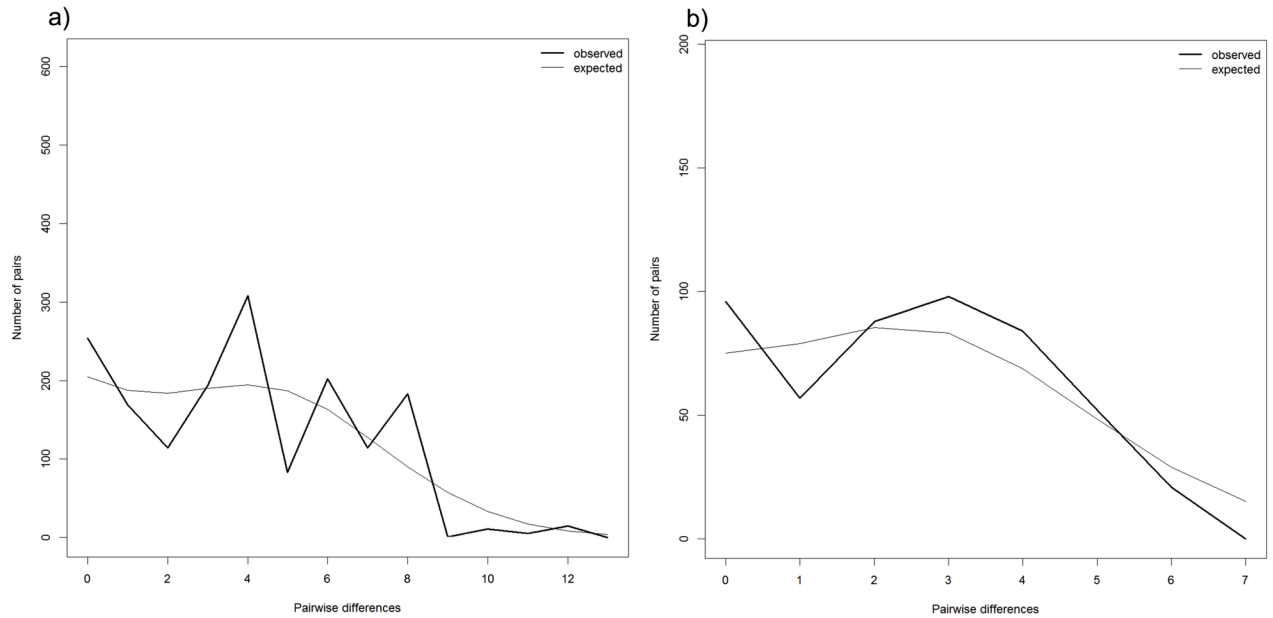 a)
observed
expected
600
500
400
300
200
100
0
Number of pairs
0 2 4 6 8 10 12
Pairwise differences
b)
observed
expected
200
150
100
50
0
Number of pairs
0 1 2 3 4 5 6 7
Pairwise differences